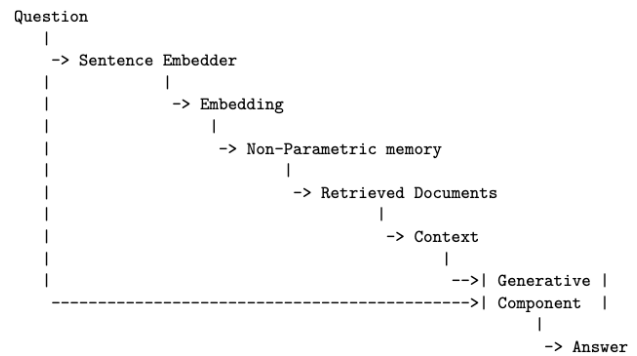 Question
|
-> Sentence Embedder
| |
| -> Embedding
| |
| -> Non-Parametric memory
| |
| -> Retrieved Documents
| |
| -> Context
| |
| -->| Generative |
--------------------------------------------->| Component |
|
-> Answer